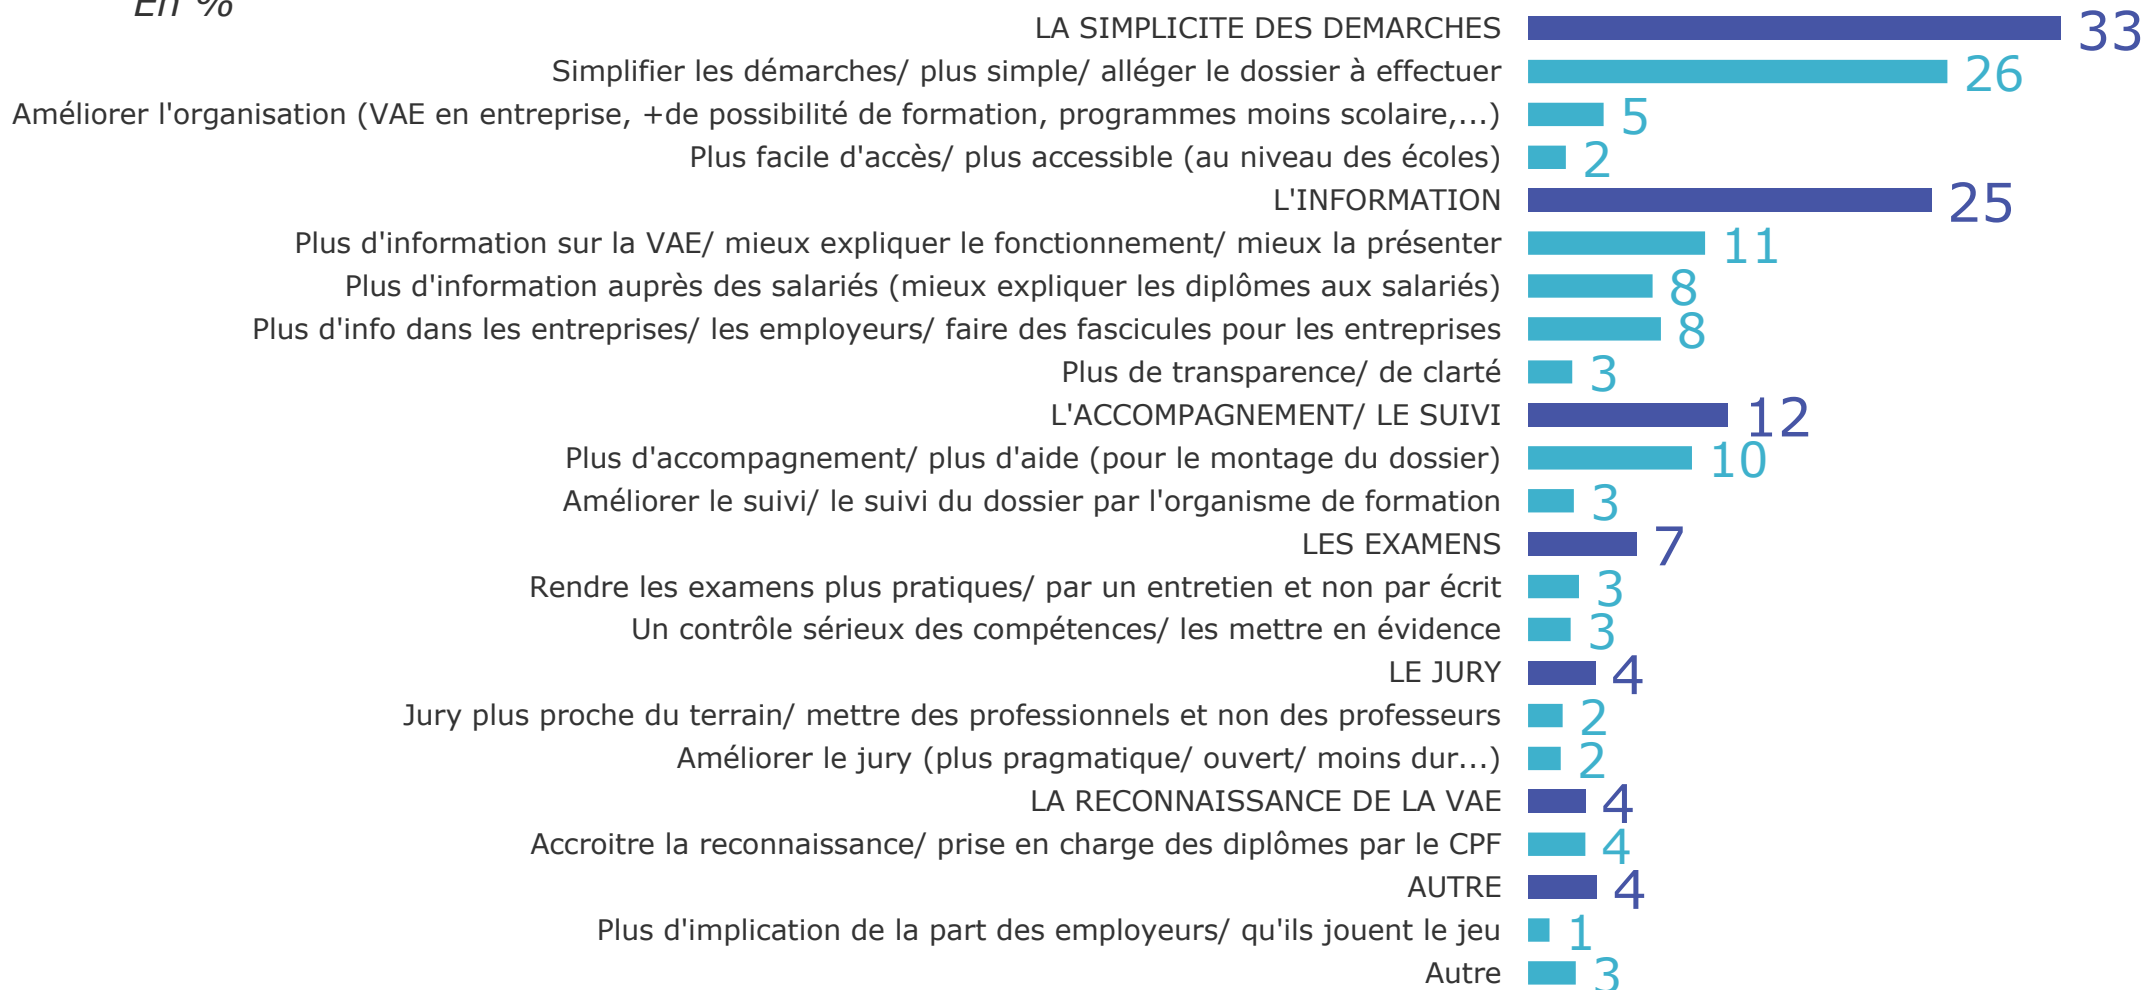 En %
LA SIMPLICITE DES DEMARCHES 33
Simplifier les démarches/ plus simple/ alléger le dossier à effectuer 26
Améliorer l'organisation (VAE en entreprise, +de possibilité de formation, programmes moins scolaire,...) 5
Plus facile d'accès/ plus accessible (au niveau des écoles) 2
L'INFORMATION 25
Plus d'information sur la VAE/ mieux expliquer le fonctionnement/ mieux la présenter 11
Plus d'information auprès des salariés (mieux expliquer les diplômes aux salariés) 8
Plus d'info dans les entreprises/ les employeurs/ faire des fascicules pour les entreprises 8
Plus de transparence/ de clarté 3
L'ACCOMPAGNEMENT/ LE SUIVI 12
Plus d'accompagnement/ plus d'aide (pour le montage du dossier) 10
Améliorer le suivi/ le suivi du dossier par l'organisme de formation 3
LES EXAMENS 7
Rendre les examens plus pratiques/ par un entretien et non par écrit 3
Un contrôle sérieux des compétences/ les mettre en évidence 3
LE JURY 4
Jury plus proche du terrain/ mettre des professionnels et non des professeurs 2
Améliorer le jury (plus pragmatique/ ouvert/ moins dur...) 2
LA RECONNAISSANCE DE LA VAE 4
Accroitre la reconnaissance/ prise en charge des diplômes par le CPF 4
AUTRE 4
Plus d'implication de la part des employeurs/ qu'ils jouent le jeu 1
Autre 3